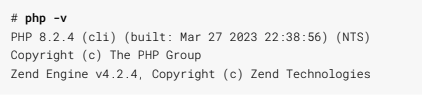 # php -v
PHP 8.2.4 (cli) (built: Mar 27 2023 22:38:56) (NTS)
Copyright (c) The PHP Group
Zend Engine v4.2.4, Copyright (c) Zend Technologies